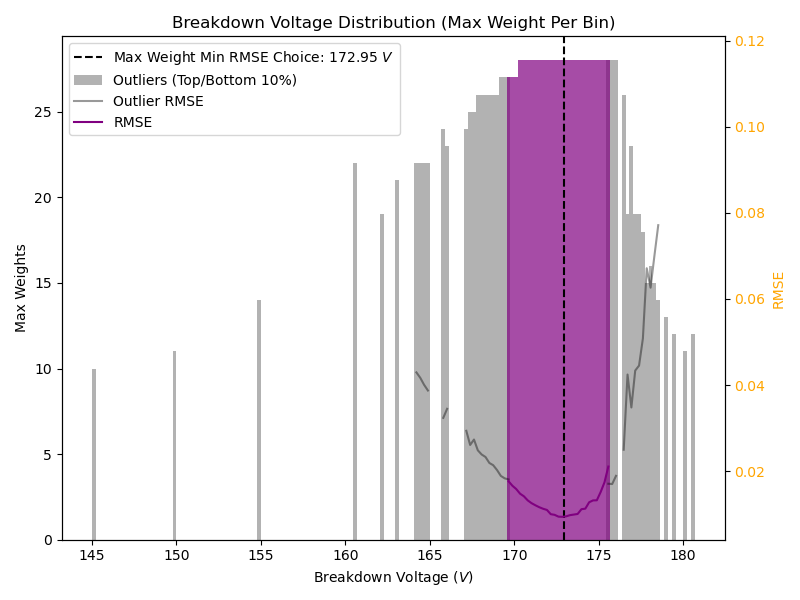 Breakdown Voltage Distribution (Max Weight Per Bin)
Max Weight Min RMSE Choice: 172.95 V
Outliers (Top/Bottom 10%)
Outlier RMSE
RMSE
0
5
10
15
20
25
Max Weights
0.02
0.04
0.06
0.08
0.10
0.12
RMSE
145 150 155 160 165 170 175 180
Breakdown Voltage (V)